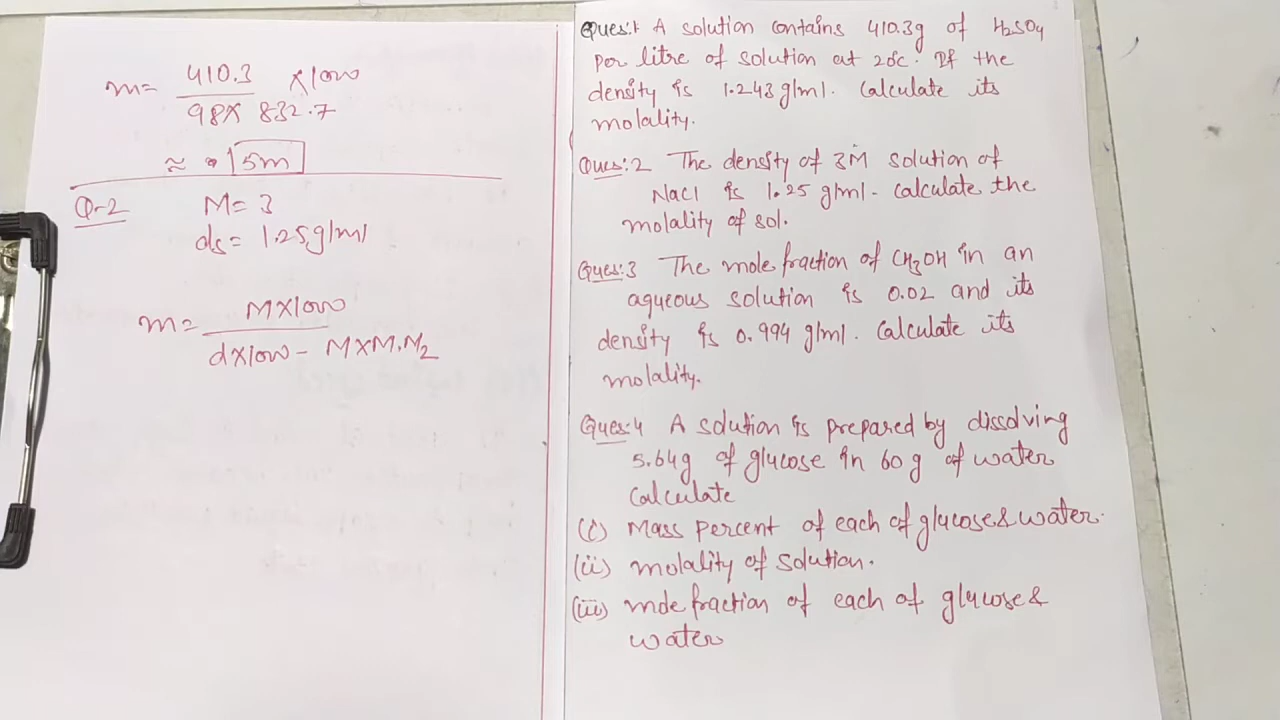 m= 410.3 ×1000
98× 832.7
≈ 5m
Q-2 M= 3
ds= 1.25 g/ml
m= M×1000
d×1000 - M×M.M2
Ques:1 A solution contains 410.3g of H2SO4
per litre of solution at 20c. If the
density is 1.243 g/ml. Calculate its
molality.
Ques:2 The density of 3M solution of
NaCl is 1.25 g/ml. calculate the
molality of sol.
Ques:3 The mole fraction of CH3OH in an
aqueous solution is 0.02 and its
density is 0.994 g/ml. Calculate its
molality.
Ques:4 A solution is prepared by dissolving
5.64g of glucose in 60 g of water
Calculate
(i) Mass percent of each of glucose & water.
(ii) molality of solution.
(iii) mole fraction of each of glucose &
water